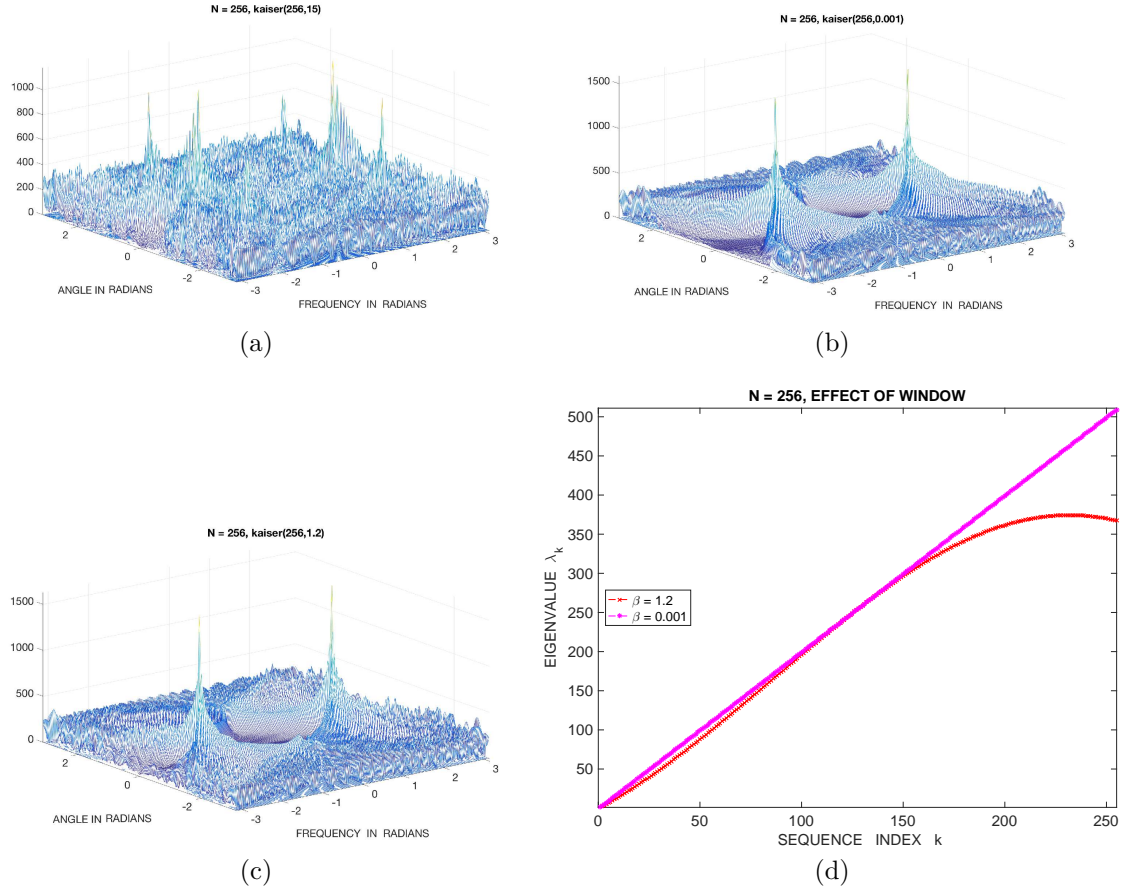 N = 256, kaiser(256,15)
1000
800
600
400
200
0
2
0
-2
-3
-2
-1
0
1
2
3
ANGLE IN RADIANS
FREQUENCY IN RADIANS
(a)
N = 256, kaiser(256,0.001)
1500
1000
500
0
2
0
-2
-3
-2
-1
0
1
2
3
ANGLE IN RADIANS
FREQUENCY IN RADIANS
(b)
N = 256, kaiser(256,1.2)
1500
1000
500
0
2
0
-2
-3
-2
-1
0
1
2
3
ANGLE IN RADIANS
FREQUENCY IN RADIANS
(c)
N = 256, EFFECT OF WINDOW
500
450
400
350
300
250
200
150
100
50
EIGENVALUE λ_k
β = 1.2
β = 0.001
0 50 100 150 200 250
SEQUENCE INDEX k
(d)